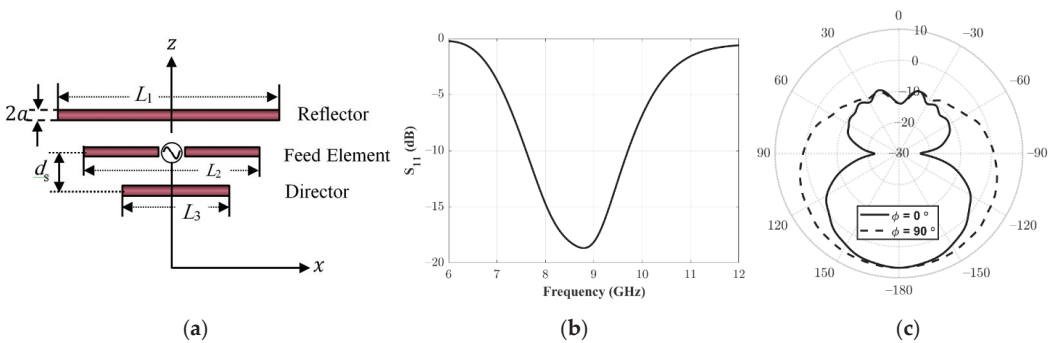 z
L1
2a
Reflector
Feed Element
ds
L2
Director
L3
x
(a)
0
−5
−10
−15
−20
S11 (dB)
6 7 8 9 10 11 12
Frequency (GHz)
(b)
0
30 −30
60 −60
90 −90
120 −120
150 −150
−180
10
0
−10
−20
−30
ϕ = 0 °
ϕ = 90 °
(c)